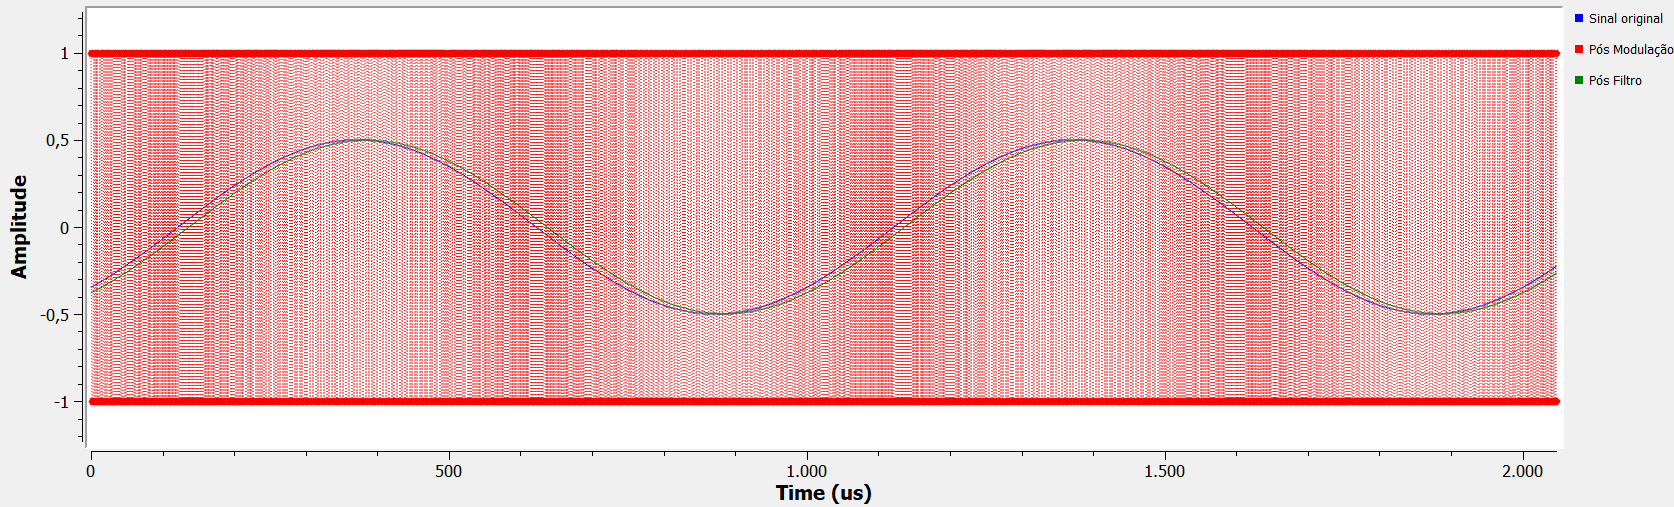 Sinal original
Pós Modulação
Pós Filtro
Amplitude
1
0,5
0
-0,5
-1
0 500 1.000 1.500 2.000
Time (us)